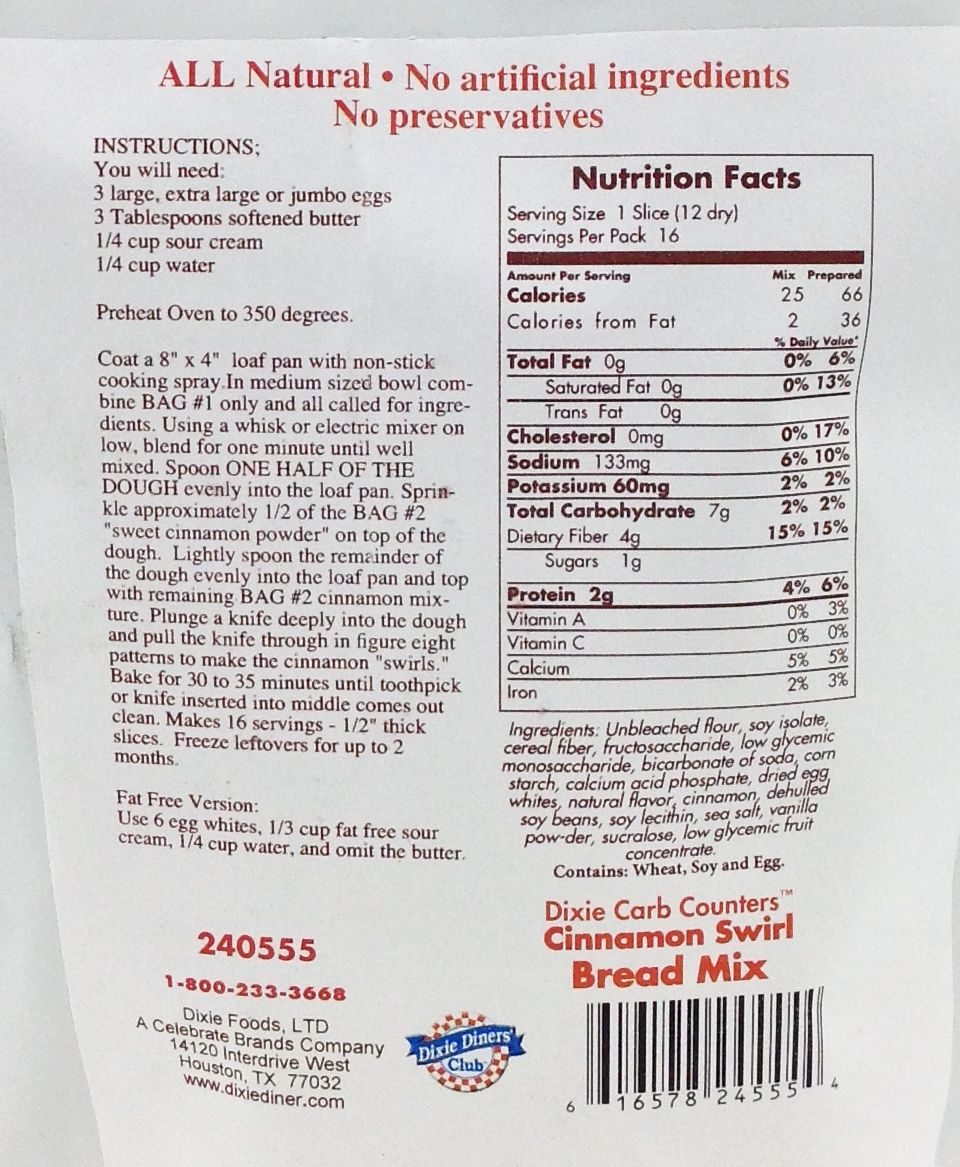 ALL Natural • No artificial ingredients
No preservatives
INSTRUCTIONS;
You will need:
3 large, extra large or jumbo eggs
3 Tablespoons softened butter
1/4 cup sour cream
1/4 cup water
Preheat Oven to 350 degrees.
Coat a 8" x 4" loaf pan with non-stick
cooking spray.In medium sized bowl com-
bine BAG #1 only and all called for ingre-
dients. Using a whisk or electric mixer on
low, blend for one minute until well
mixed. Spoon ONE HALF OF THE
DOUGH evenly into the loaf pan. Sprin-
kle approximately 1/2 of the BAG #2
"sweet cinnamon powder" on top of the
dough. Lightly spoon the remainder of
the dough evenly into the loaf pan and top
with remaining BAG #2 cinnamon mix-
ture. Plunge a knife deeply into the dough
and pull the knife through in figure eight
patterns to make the cinnamon "swirls."
Bake for 30 to 35 minutes until toothpick
or knife inserted into middle comes out
clean. Makes 16 servings - 1/2" thick
slices. Freeze leftovers for up to 2
months.
Fat Free Version:
Use 6 egg whites, 1/3 cup fat free sour
cream, 1/4 cup water, and omit the butter.
240555
1-800-233-3668
Dixie Foods, LTD
A Celebrate Brands Company
14120 Interdrive West
Houston, TX 77032
www.dixiediner.com
Dixie Diners'
Club
Nutrition Facts
Serving Size 1 Slice (12 dry)
Servings Per Pack 16
Amount Per Serving Mix Prepared
Calories 25 66
Calories from Fat 2 36
% Daily Value*
Total Fat 0g 0% 6%
Saturated Fat 0g 0% 13%
Trans Fat 0g
Cholesterol 0mg 0% 17%
Sodium 133mg 6% 10%
Potassium 60mg 2% 2%
Total Carbohydrate 7g 2% 2%
Dietary Fiber 4g 15% 15%
Sugars 1g
Protein 2g 4% 6%
Vitamin A 0% 3%
Vitamin C 0% 0%
Calcium 5% 5%
Iron 2% 3%
Ingredients: Unbleached flour, soy isolate,
cereal fiber, fructosaccharide, low glycemic
monosaccharide, bicarbonate of soda, corn
starch, calcium acid phosphate, dried egg
whites, natural flavor, cinnamon, dehulled
soy beans, soy lecithin, sea salt, vanilla
pow-der, sucralose, low glycemic fruit
concentrate.
Contains: Wheat, Soy and Egg.
Dixie Carb Counters™
Cinnamon Swirl
Bread Mix
6 16578 24555 4